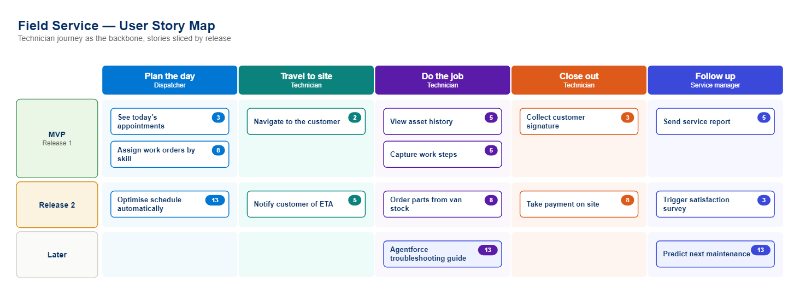 Field Service — User Story Map
Technician journey as the backbone, stories sliced by release
Plan the day
Dispatcher
Travel to site
Technician
Do the job
Technician
Close out
Technician
Follow up
Service manager
MVP
Release 1
See today's
appointments
3
Assign work orders by
skill
8
Navigate to the customer
2
View asset history
5
Capture work steps
5
Collect customer
signature
3
Send service report
5
Release 2
Optimise schedule
automatically
13
Notify customer of ETA
5
Order parts from van
stock
8
Take payment on site
8
Trigger satisfaction
survey
3
Later
Agentforce
troubleshooting guide
13
Predict next maintenance
13